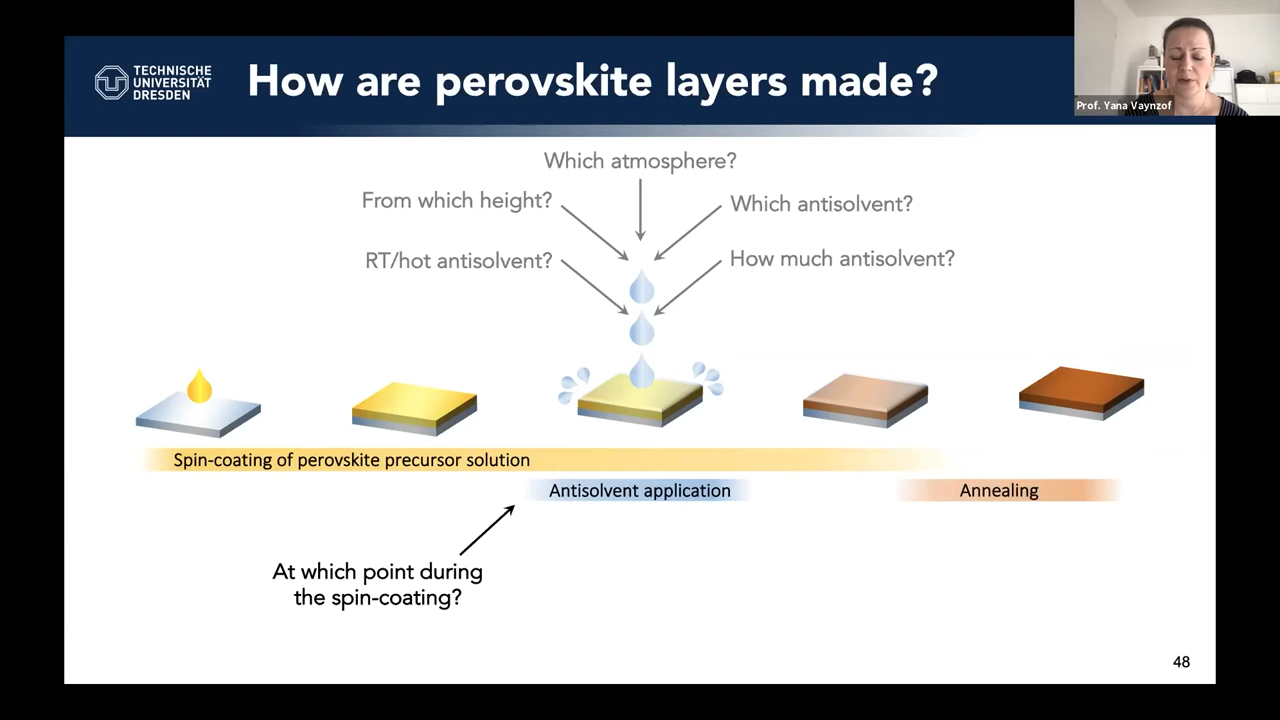 TECHNISCHE
UNIVERSITÄT
DRESDEN
How are perovskite layers made?
Prof. Yana Vaynzof
Which atmosphere?
From which height?
Which antisolvent?
RT/hot antisolvent?
How much antisolvent?
Spin-coating of perovskite precursor solution
Antisolvent application
Annealing
At which point during
the spin-coating?
48